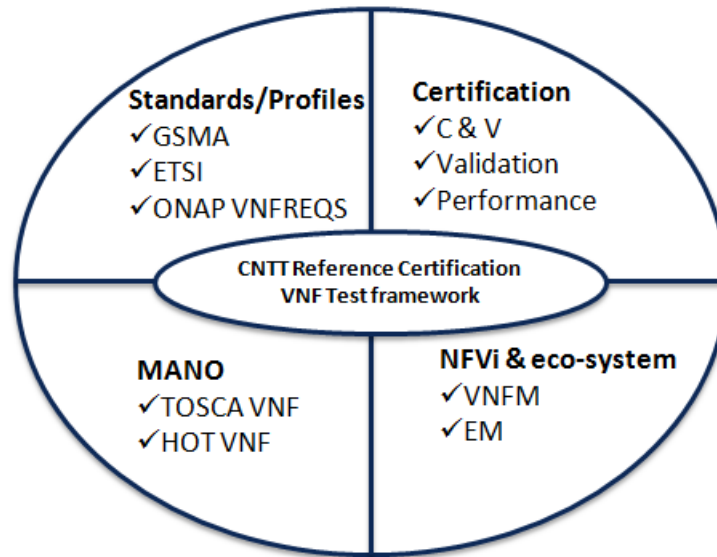 Standards/Profiles
✓GSMA
✓ETSI
✓ONAP VNFREQS
Certification
✓C & V
✓Validation
✓Performance
CNTT Reference Certification
VNF Test framework
MANO
✓TOSCA VNF
✓HOT VNF
NFVi & eco-system
✓VNFM
✓EM